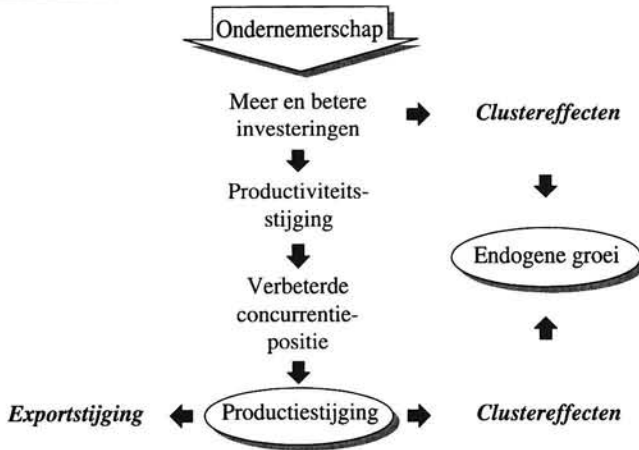 Ondernemerschap
Meer en betere
investeringen
Clustereffecten
Productiviteits-
stijging
Endogene groei
Verbeterde
concurrentie-
positie
Exportstijging
Productiestijging
Clustereffecten